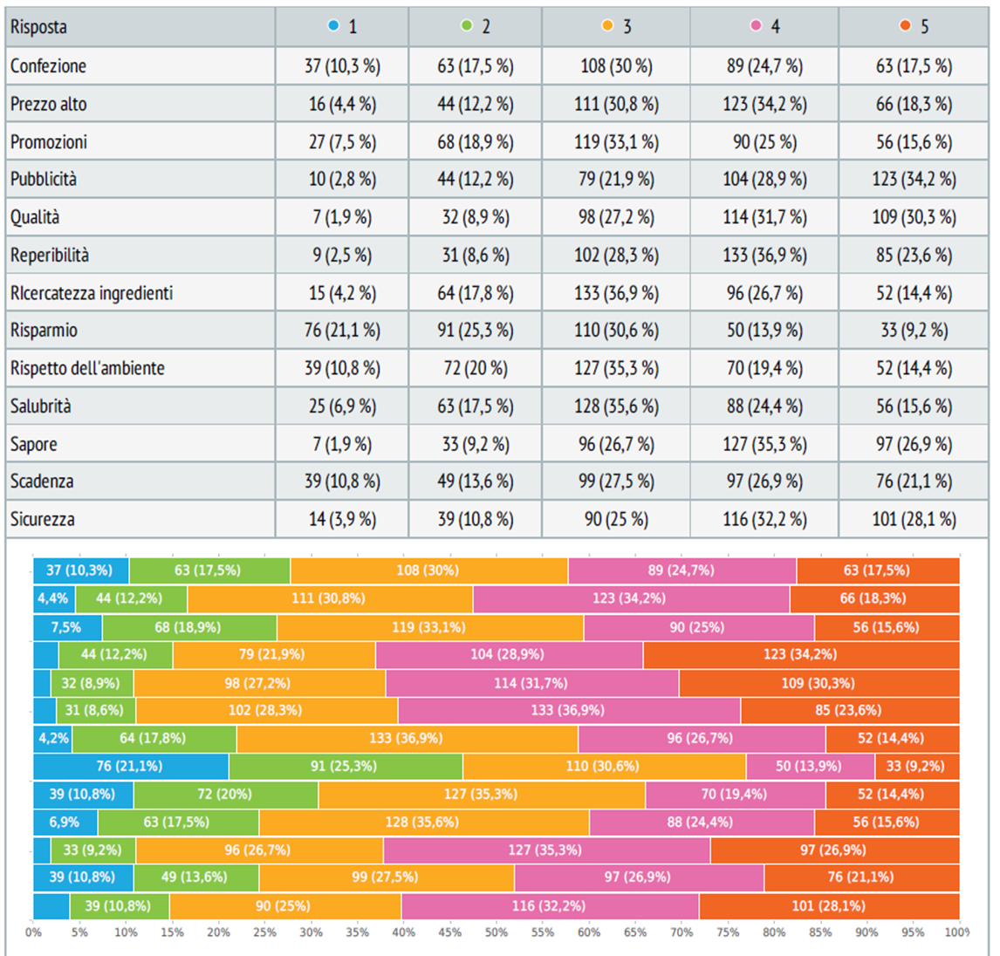 Risposta 1 2 3 4 5
Confezione 37 (10,3 %) 63 (17,5 %) 108 (30 %) 89 (24,7 %) 63 (17,5 %)
Prezzo alto 16 (4,4 %) 44 (12,2 %) 111 (30,8 %) 123 (34,2 %) 66 (18,3 %)
Promozioni 27 (7,5 %) 68 (18,9 %) 119 (33,1 %) 90 (25 %) 56 (15,6 %)
Pubblicità 10 (2,8 %) 44 (12,2 %) 79 (21,9 %) 104 (28,9 %) 123 (34,2 %)
Qualità 7 (1,9 %) 32 (8,9 %) 98 (27,2 %) 114 (31,7 %) 109 (30,3 %)
Reperibilità 9 (2,5 %) 31 (8,6 %) 102 (28,3 %) 133 (36,9 %) 85 (23,6 %)
RIcercatezza ingredienti 15 (4,2 %) 64 (17,8 %) 133 (36,9 %) 96 (26,7 %) 52 (14,4 %)
Risparmio 76 (21,1 %) 91 (25,3 %) 110 (30,6 %) 50 (13,9 %) 33 (9,2 %)
Rispetto dell'ambiente 39 (10,8 %) 72 (20 %) 127 (35,3 %) 70 (19,4 %) 52 (14,4 %)
Salubrità 25 (6,9 %) 63 (17,5 %) 128 (35,6 %) 88 (24,4 %) 56 (15,6 %)
Sapore 7 (1,9 %) 33 (9,2 %) 96 (26,7 %) 127 (35,3 %) 97 (26,9 %)
Scadenza 39 (10,8 %) 49 (13,6 %) 99 (27,5 %) 97 (26,9 %) 76 (21,1 %)
Sicurezza 14 (3,9 %) 39 (10,8 %) 90 (25 %) 116 (32,2 %) 101 (28,1 %)
37 (10,3%) 63 (17,5%) 108 (30%) 89 (24,7%) 63 (17,5%)
4,4% 44 (12,2%) 111 (30,8%) 123 (34,2%) 66 (18,3%)
7,5% 68 (18,9%) 119 (33,1%) 90 (25%) 56 (15,6%)
44 (12,2%) 79 (21,9%) 104 (28,9%) 123 (34,2%)
32 (8,9%) 98 (27,2%) 114 (31,7%) 109 (30,3%)
31 (8,6%) 102 (28,3%) 133 (36,9%) 85 (23,6%)
4,2% 64 (17,8%) 133 (36,9%) 96 (26,7%) 52 (14,4%)
76 (21,1%) 91 (25,3%) 110 (30,6%) 50 (13,9%) 33 (9,2%)
39 (10,8%) 72 (20%) 127 (35,3%) 70 (19,4%) 52 (14,4%)
6,9% 63 (17,5%) 128 (35,6%) 88 (24,4%) 56 (15,6%)
33 (9,2%) 96 (26,7%) 127 (35,3%) 97 (26,9%)
39 (10,8%) 49 (13,6%) 99 (27,5%) 97 (26,9%) 76 (21,1%)
39 (10,8%) 90 (25%) 116 (32,2%) 101 (28,1%)
0% 5% 10% 15% 20% 25% 30% 35% 40% 45% 50% 55% 60% 65% 70% 75% 80% 85% 90% 95% 100%